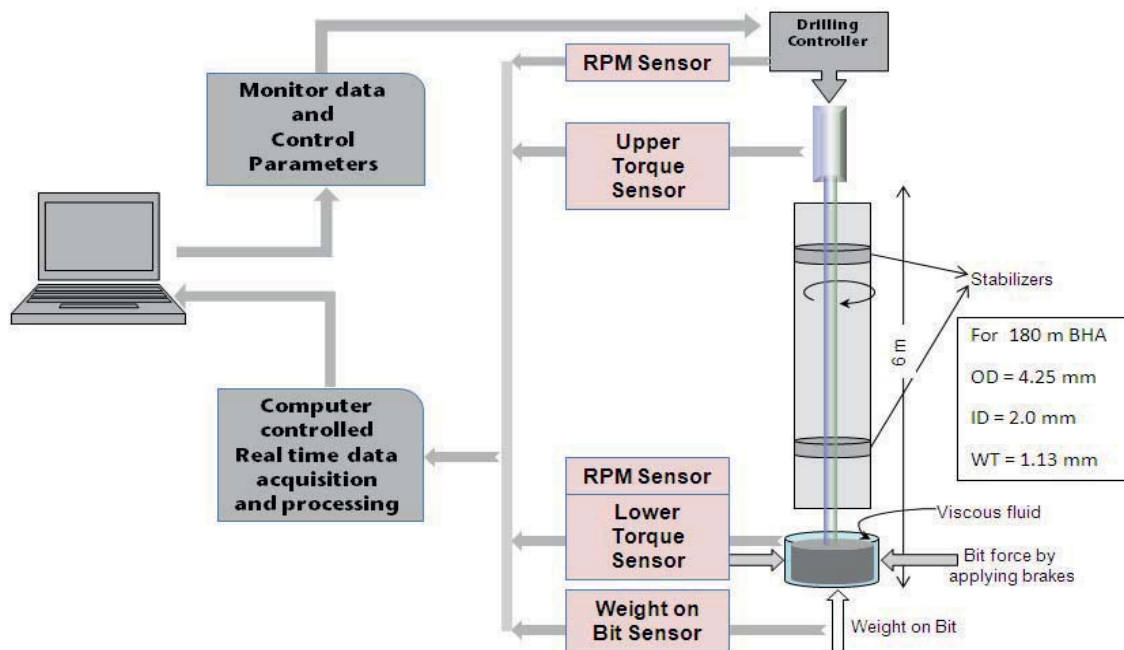 Drilling
Controller
RPM Sensor
Monitor data
and
Control
Parameters
Upper
Torque
Sensor
Stabilizers
6 m
For 180 m BHA
OD = 4.25 mm
ID = 2.0 mm
WT = 1.13 mm
Computer
controlled
Real time data
acquisition
and processing
RPM Sensor
Lower
Torque
Sensor
Viscous fluid
Bit force by
applying brakes
Weight on
Bit Sensor
Weight on Bit